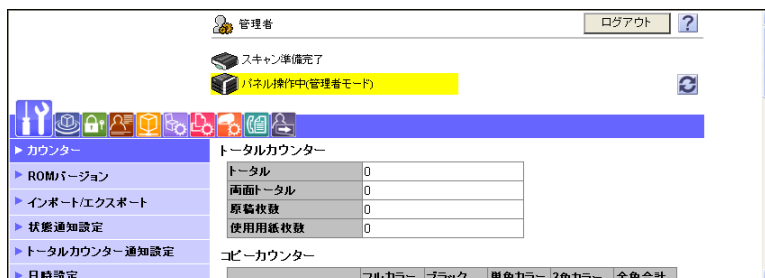 管理者
ログアウト
?
スキャン準備完了
パネル操作中(管理者モード)
カウンター
ROMバージョン
インポート/エクスポート
状態通知設定
トータルカウンター通知設定
日時設定
トータルカウンター
トータル 0
両面トータル 0
原稿枚数 0
使用用紙枚数 0
コピーカウンター
フルカラー ブラック 単色カラー 2色カラー 全色合計